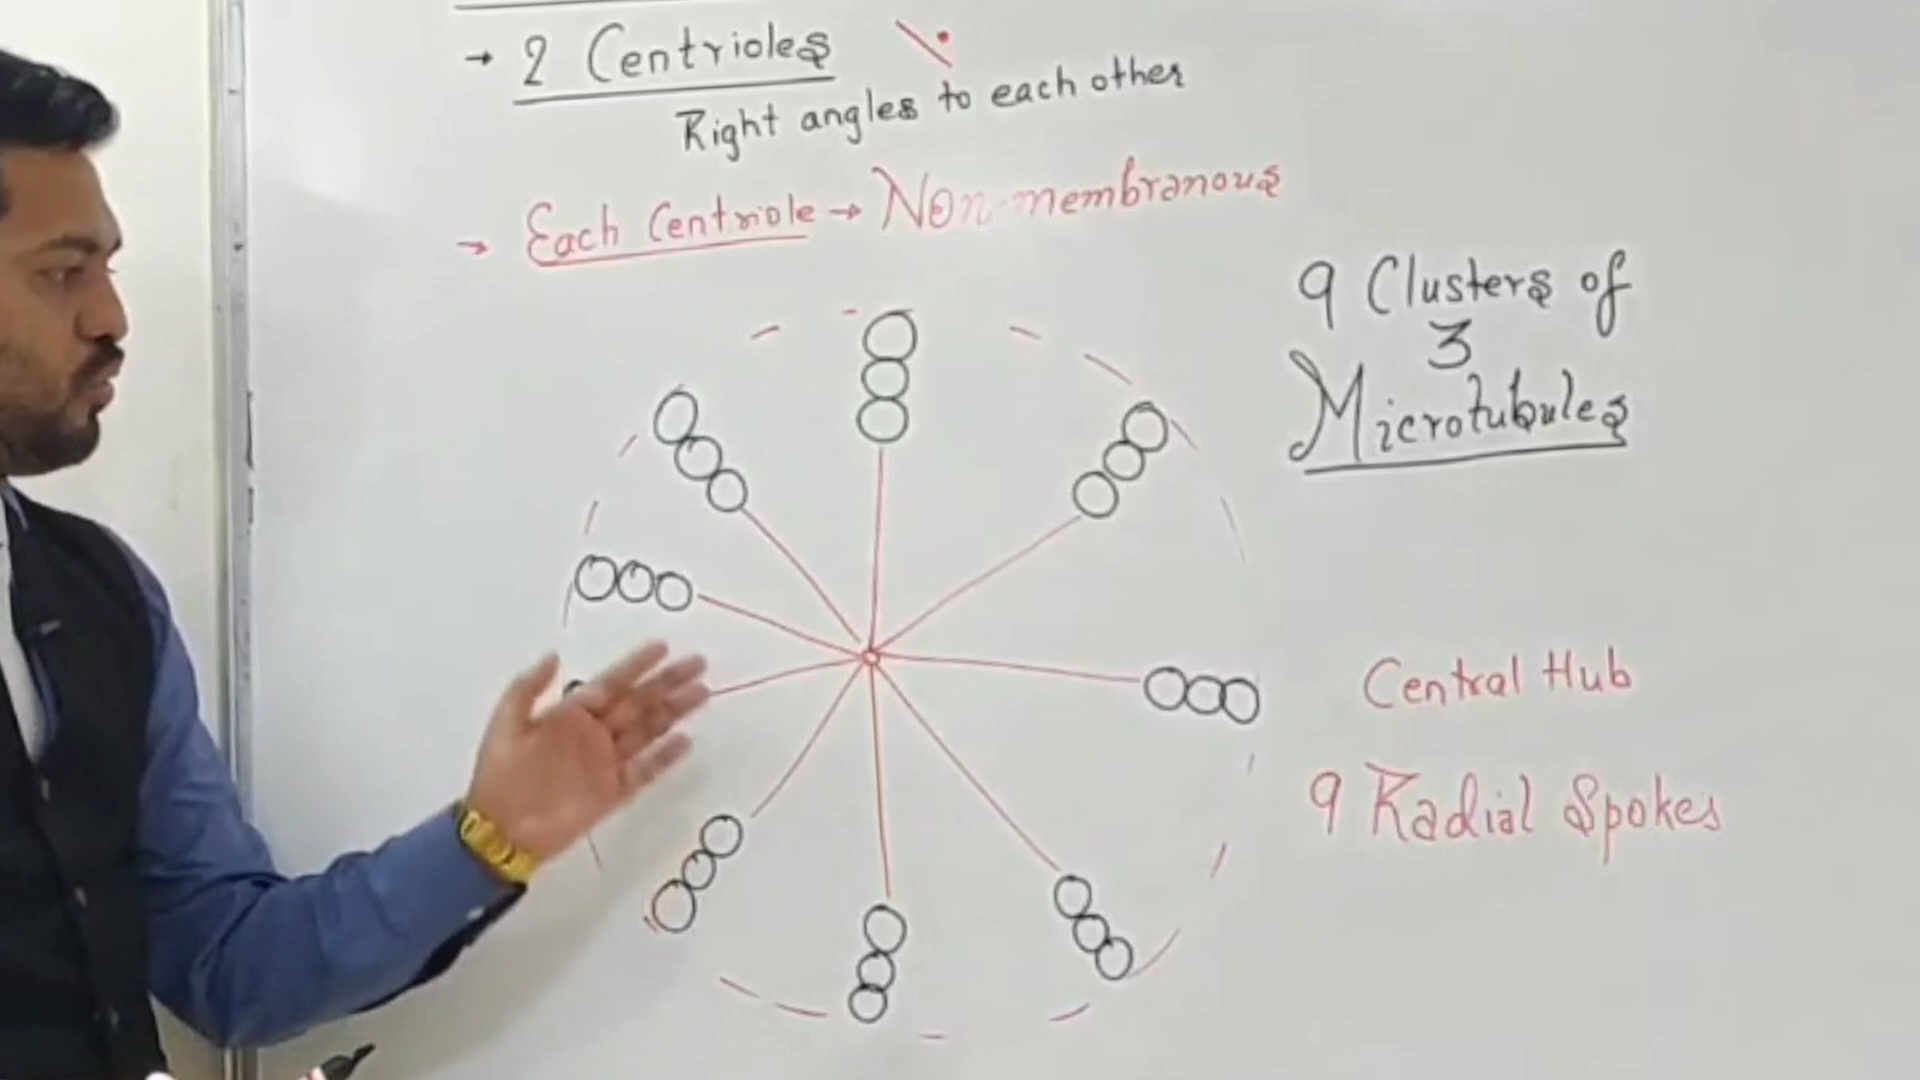 → 2 Centrioles
Right angles to each other
→ Each Centriole → Non-membranous
9 Clusters of
3
Microtubules
Central Hub
9 Radial Spokes